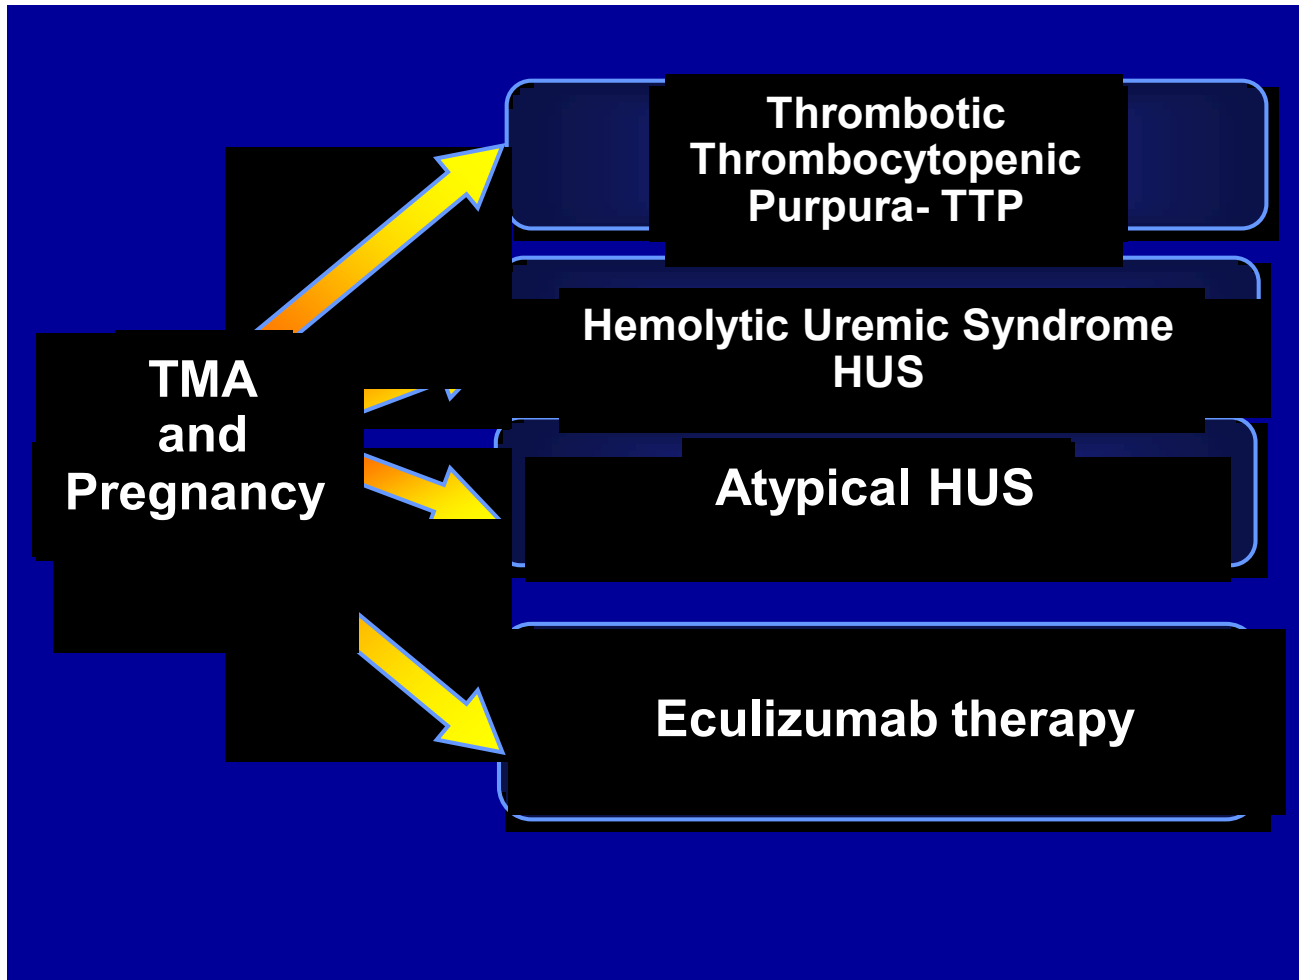 TMA
and
Pregnancy
Thrombotic
Thrombocytopenic
Purpura- TTP
Hemolytic Uremic Syndrome
HUS
Atypical HUS
Eculizumab therapy